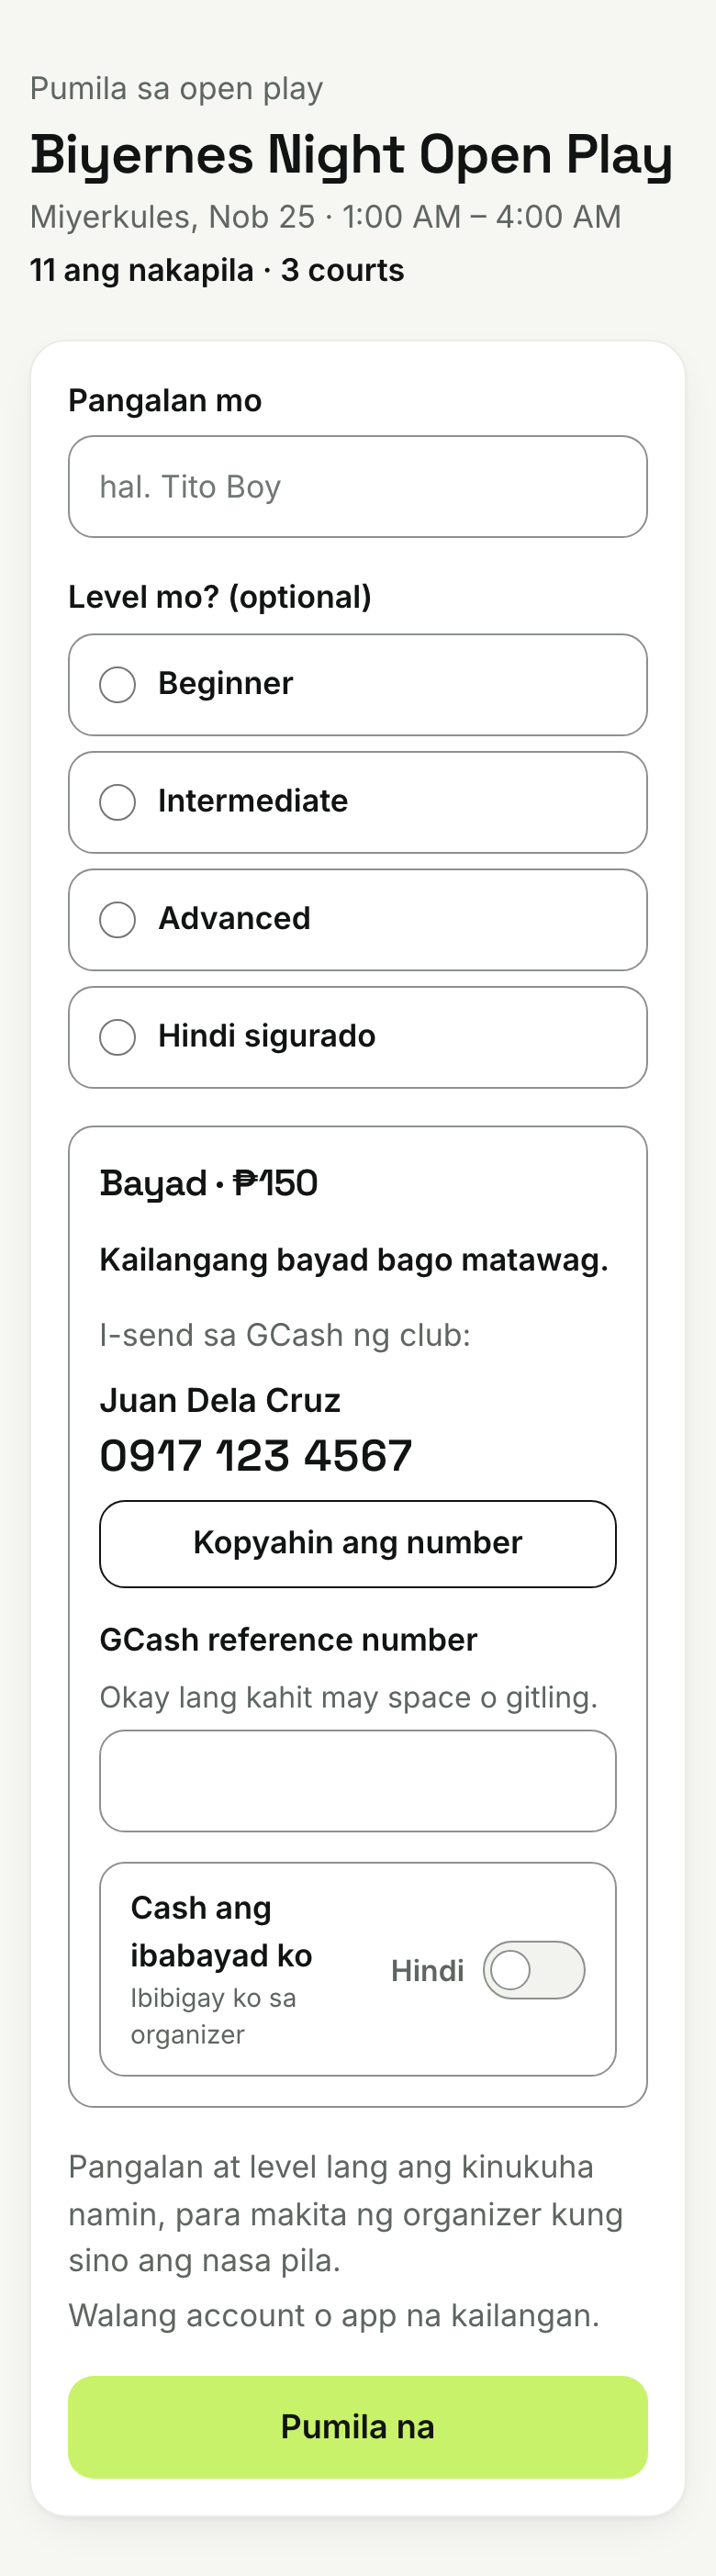 Pumila sa open play
Biyernes Night Open Play
Miyerkules, Nob 25 · 1:00 AM – 4:00 AM
11 ang nakapila · 3 courts
Pangalan mo
hal. Tito Boy
Level mo? (optional)
Beginner
Intermediate
Advanced
Hindi sigurado
Bayad · ₱150
Kailangang bayad bago matawag.
I-send sa GCash ng club:
Juan Dela Cruz
0917 123 4567
Kopyahin ang number
GCash reference number
Okay lang kahit may space o gitling.
Cash ang
ibabayad ko
Hindi
Ibibigay ko sa
organizer
Pangalan at level lang ang kinukuha
namin, para makita ng organizer kung
sino ang nasa pila.
Walang account o app na kailangan.
Pumila na